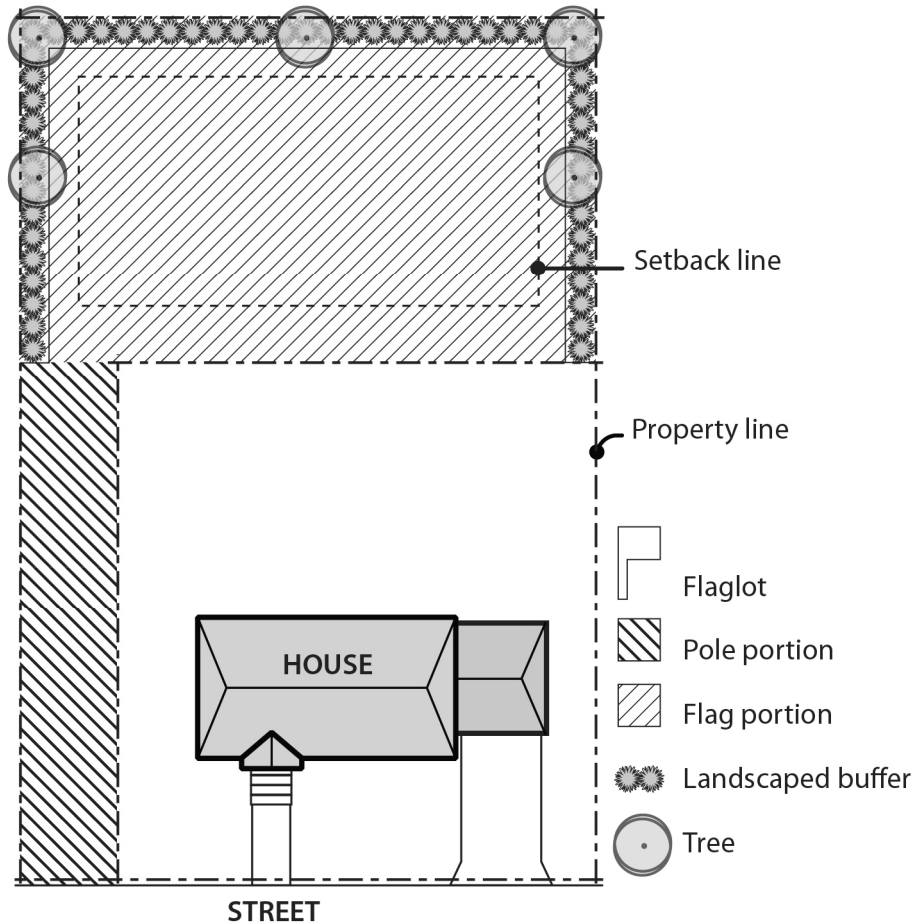 Setback line
Property line
Flaglot
HOUSE
Pole portion
Flag portion
Landscaped buffer
Tree
STREET